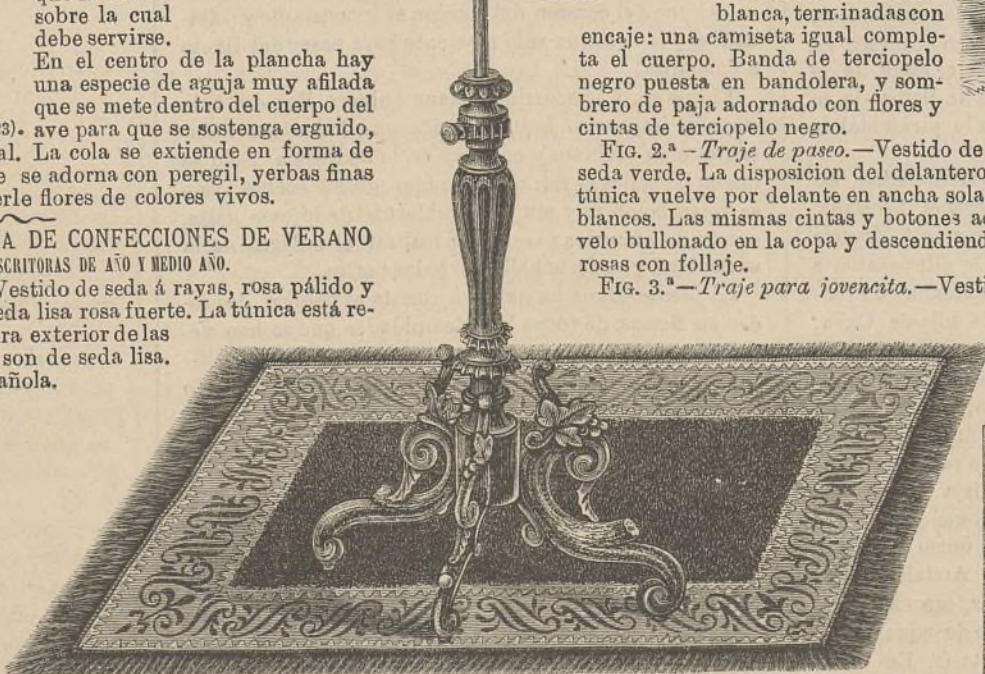 sobre la cual
debe servirse.
En el centro de la plancha hay
una especie de aguja muy afilada
que se mete dentro del cuerpo del
3). ave para que se sostenga erguido,
al. La cola se extiende en forma de
e se adorna con peregil, yerbas finas
erle flores de colores vivos.
A DE CONFECCIONES DE VERANO
SCRITORAS DE AÑO Y MEDIO AÑO.
Vestido de seda á rayas, rosa pálido y
eda lisa rosa fuerte. La túnica está re-
ra exterior de las
son de seda lisa.
añola.
blanca, terminadas con
encaje: una camiseta igual comple-
ta el cuerpo. Banda de terciopelo
negro puesta en bandolera, y som-
brero de paja adornado con flores y
cintas de terciopelo negro.
FIG. 2.ª – Traje de paseo.—Vestido de
seda verde. La disposicion del delantero
túnica vuelve por delante en ancha sola
blancos. Las mismas cintas y botones ad
velo bullonado en la copa y descendiend
rosas con follaje.
FIG. 3.ª—Traje para jovencita.—Vesti